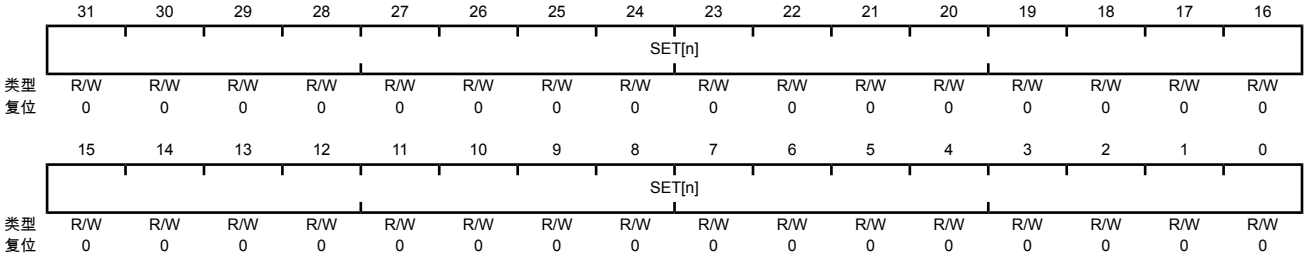 31 30 29 28 27 26 25 24 23 22 21 20 19 18 17 16
SET[n]
类型 R/W R/W R/W R/W R/W R/W R/W R/W R/W R/W R/W R/W R/W R/W R/W R/W
复位 0 0 0 0 0 0 0 0 0 0 0 0 0 0 0 0
15 14 13 12 11 10 9 8 7 6 5 4 3 2 1 0
SET[n]
类型 R/W R/W R/W R/W R/W R/W R/W R/W R/W R/W R/W R/W R/W R/W R/W R/W
复位 0 0 0 0 0 0 0 0 0 0 0 0 0 0 0 0